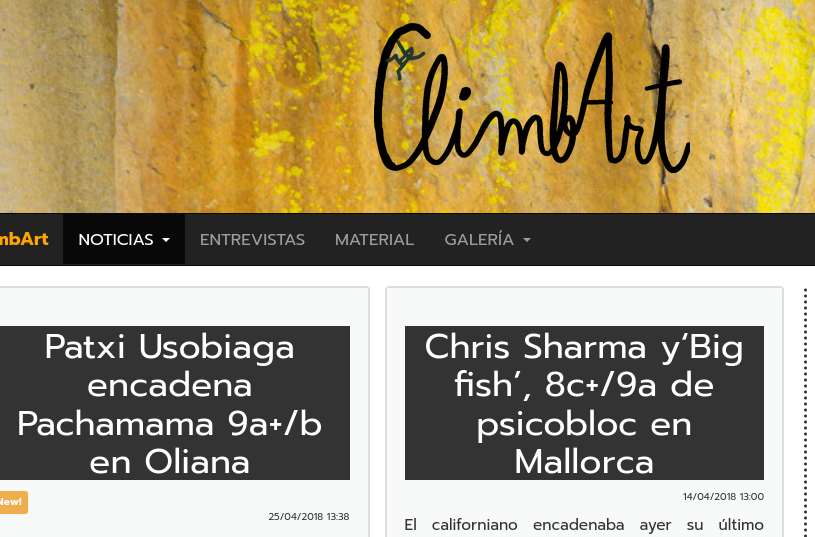 ClimbArt
mbArt NOTICIAS ENTREVISTAS MATERIAL GALERÍA
Patxi Usobiaga
encadena
Pachamama 9a+/b
en Oliana
New!
25/04/2018 13:38
Chris Sharma y‘Big
fish’, 8c+/9a de
psicobloc en
Mallorca
14/04/2018 13:00
El californiano encadenaba ayer su último